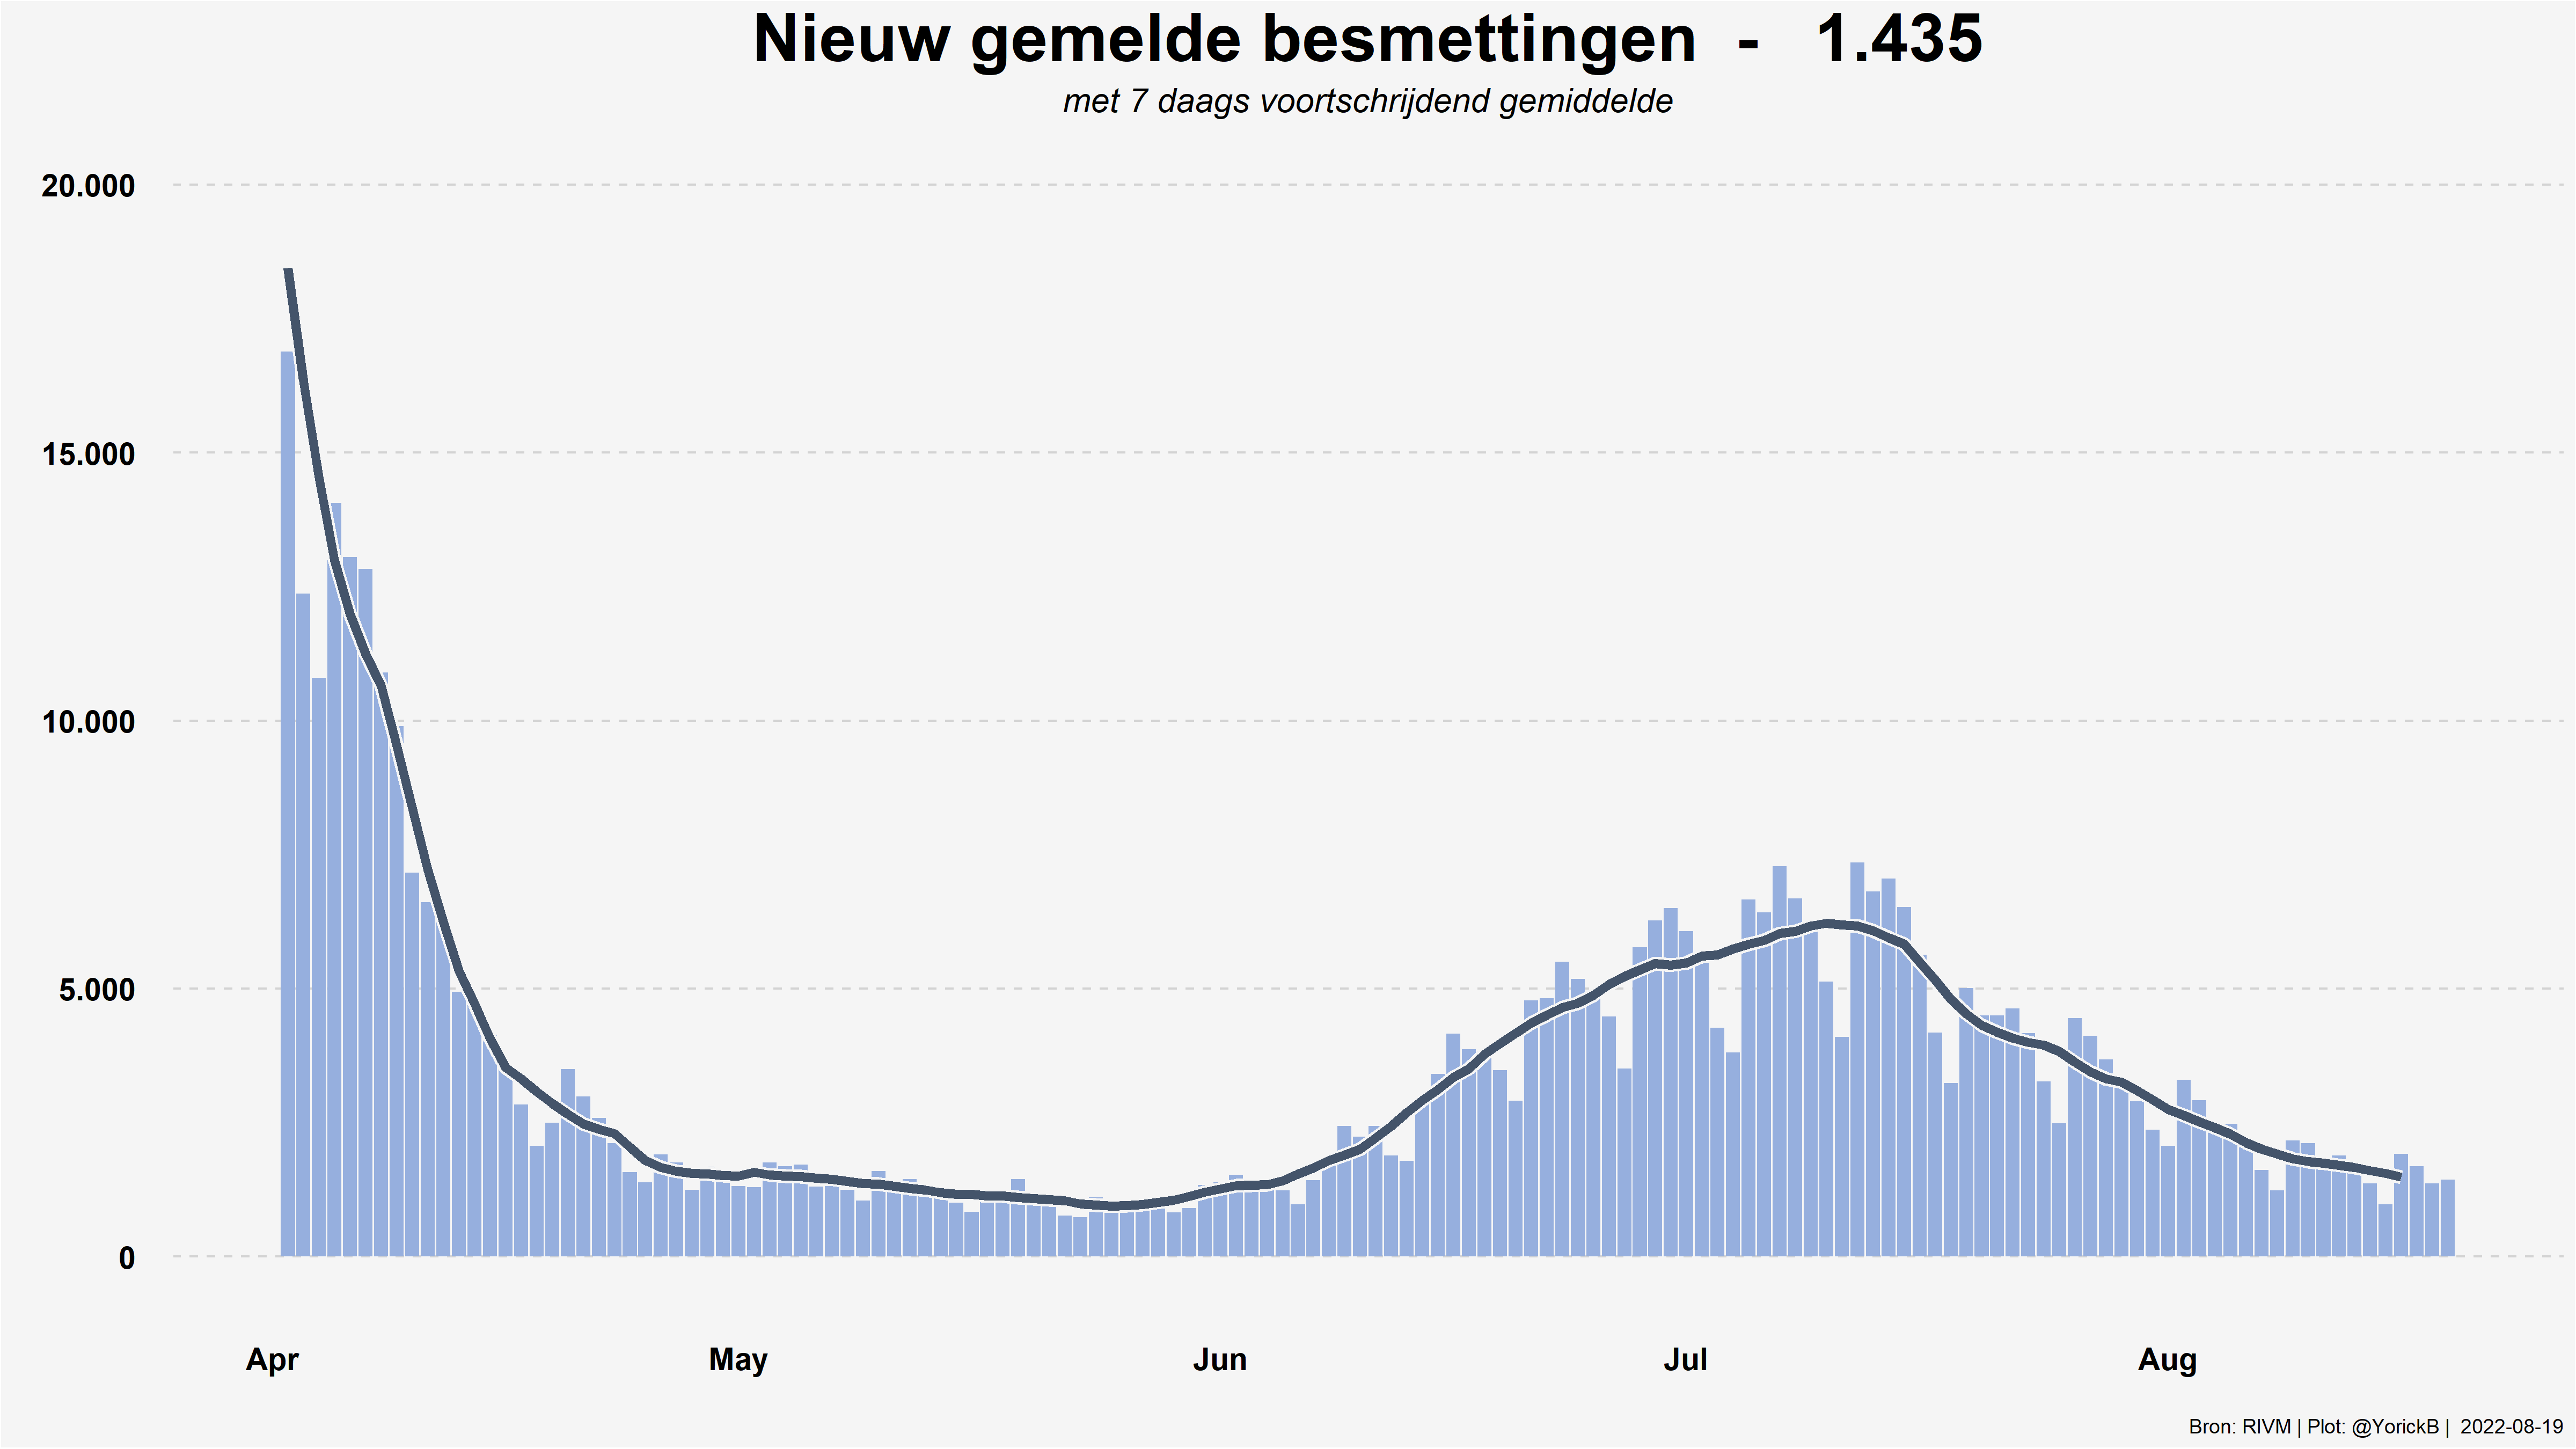 Nieuw gemelde besmettingen - 1.435
met 7 daags voortschrijdend gemiddelde
20.000
15.000
10.000
5.000
0
Apr May Jun Jul Aug
Bron: RIVM | Plot: @YorickB | 2022-08-19